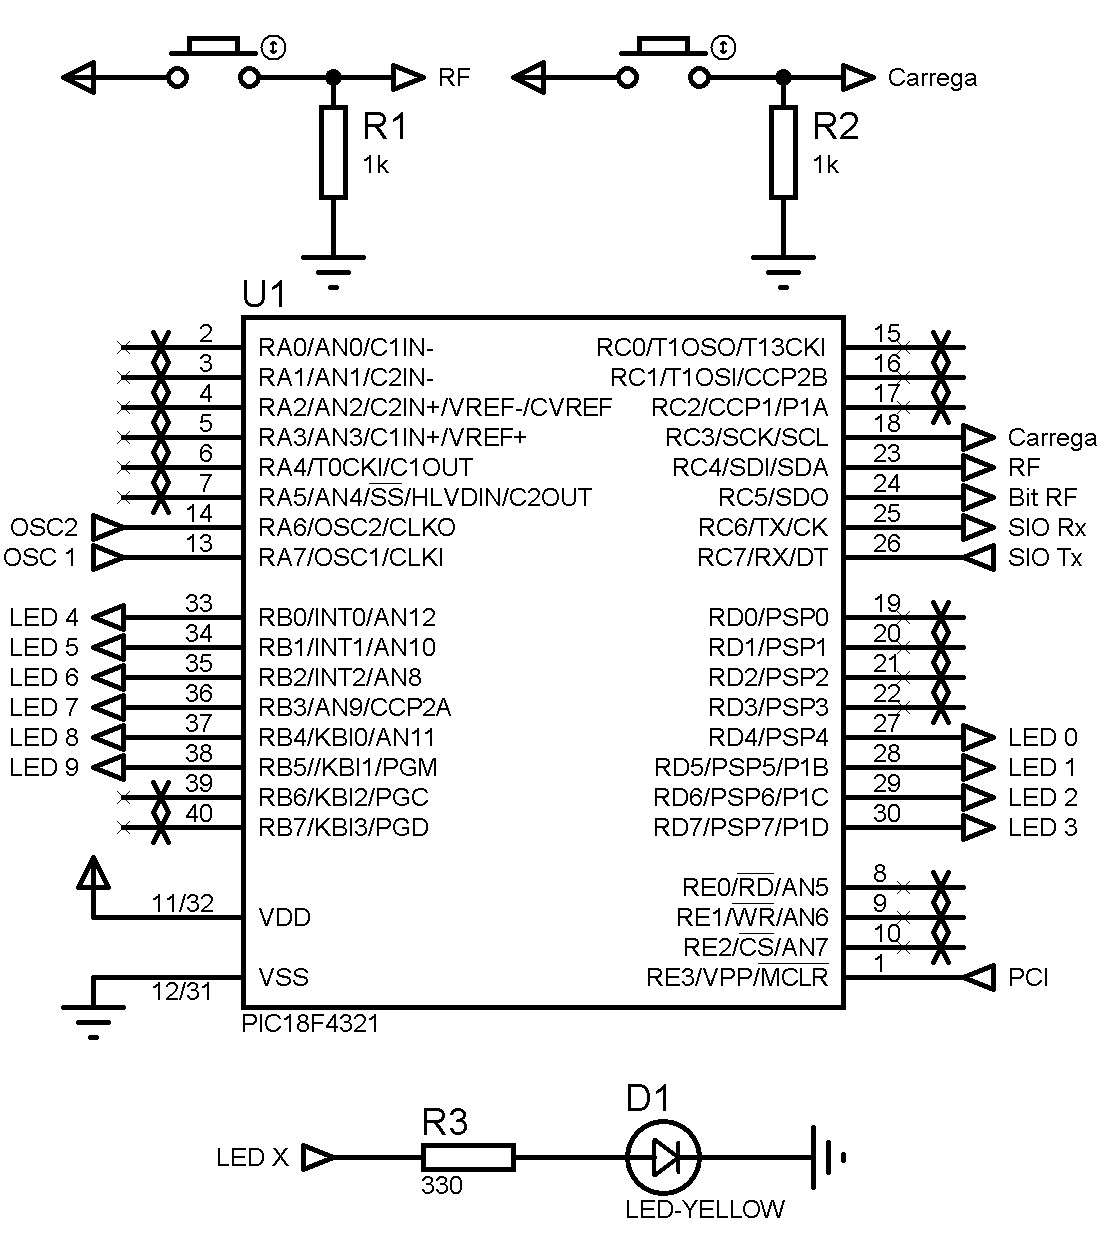 RF
Carrega
R1
1k
R2
1k
U1
2 RA0/AN0/C1IN-
3 RA1/AN1/C2IN-
4 RA2/AN2/C2IN+/VREF-/CVREF
5 RA3/AN3/C1IN+/VREF+
6 RA4/T0CKI/C1OUT
7 RA5/AN4/SS/HLVDIN/C2OUT
OSC2 14 RA6/OSC2/CLKO
OSC 1 13 RA7/OSC1/CLKI
LED 4 33 RB0/INT0/AN12
LED 5 34 RB1/INT1/AN10
LED 6 35 RB2/INT2/AN8
LED 7 36 RB3/AN9/CCP2A
LED 8 37 RB4/KBI0/AN11
LED 9 38 RB5//KBI1/PGM
39 RB6/KBI2/PGC
40 RB7/KBI3/PGD
11/32 VDD
12/31 VSS
RC0/T1OSO/T13CKI 15
RC1/T1OSI/CCP2B 16
RC2/CCP1/P1A 17
RC3/SCK/SCL 18 Carrega
RC4/SDI/SDA 23 RF
RC5/SDO 24 Bit RF
RC6/TX/CK 25 SIO Rx
RC7/RX/DT 26 SIO Tx
RD0/PSP0 19
RD1/PSP1 20
RD2/PSP2 21
RD3/PSP3 22
RD4/PSP4 27 LED 0
RD5/PSP5/P1B 28 LED 1
RD6/PSP6/P1C 29 LED 2
RD7/PSP7/P1D 30 LED 3
RE0/RD/AN5 8
RE1/WR/AN6 9
RE2/CS/AN7 10
RE3/VPP/MCLR 1 PCI
PIC18F4321
LED X
R3
330
D1
LED-YELLOW